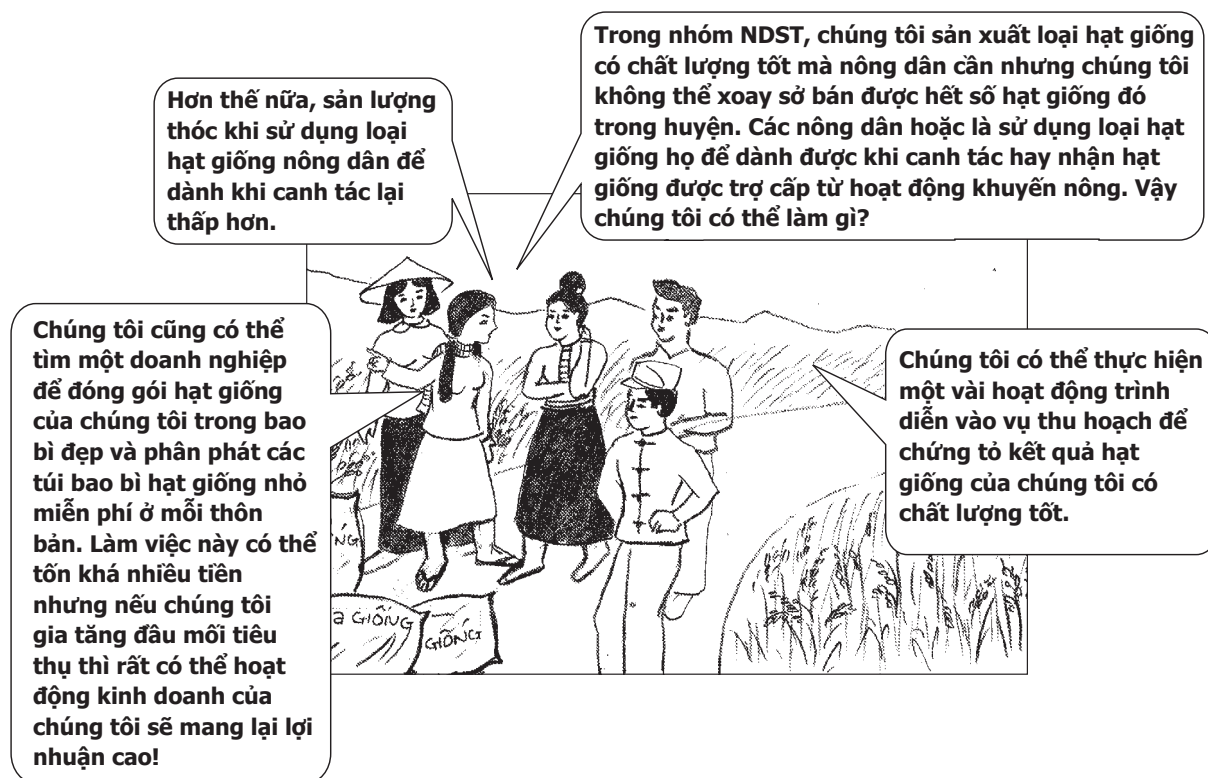 Trong nhóm NDST, chúng tôi sản xuất loại hạt giống
có chất lượng tốt mà nông dân cần nhưng chúng tôi
không thể xoay sở bán được hết số hạt giống đó
trong huyện. Các nông dân hoặc là sử dụng loại hạt
giống họ để dành được khi canh tác hay nhận hạt
giống được trợ cấp từ hoạt động khuyến nông. Vậy
chúng tôi có thể làm gì?
Hơn thế nữa, sản lượng
thóc khi sử dụng loại
hạt giống nông dân để
dành khi canh tác lại
thấp hơn.
Chúng tôi cũng có thể
tìm một doanh nghiệp
để đóng gói hạt giống
của chúng tôi trong bao
bì đẹp và phân phát các
túi bao bì hạt giống nhỏ
miễn phí ở mỗi thôn
bản. Làm việc này có thể
tốn khá nhiều tiền
nhưng nếu chúng tôi
gia tăng đầu mối tiêu
thụ thì rất có thể hoạt
động kinh doanh của
chúng tôi sẽ mang lại lợi
nhuận cao!
Chúng tôi có thể thực hiện
một vài hoạt động trình
diễn vào vụ thu hoạch để
chứng tỏ kết quả hạt
giống của chúng tôi có
chất lượng tốt.
GIỐNG
GIỐNG